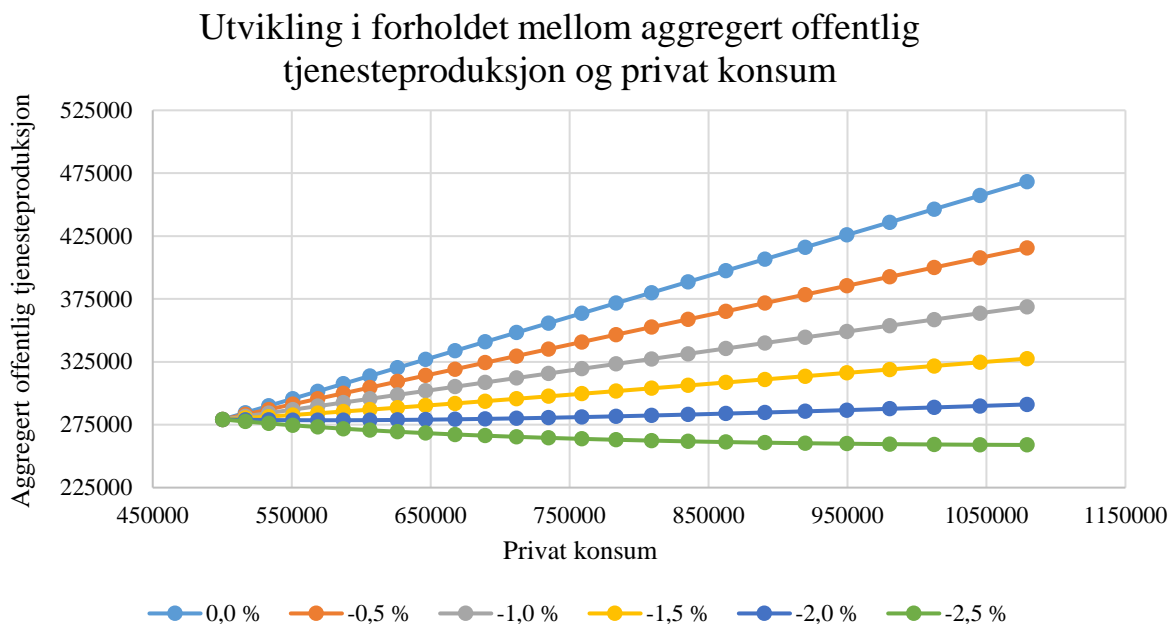 Utvikling i forholdet mellom aggregert offentlig
tjenesteproduksjon og privat konsum
Aggregert offentlig tjenesteproduksjon
525000
475000
425000
375000
325000
275000
225000
450000 550000 650000 750000 850000 950000 1050000 1150000
Privat konsum
0,0 % -0,5 % -1,0 % -1,5 % -2,0 % -2,5 %